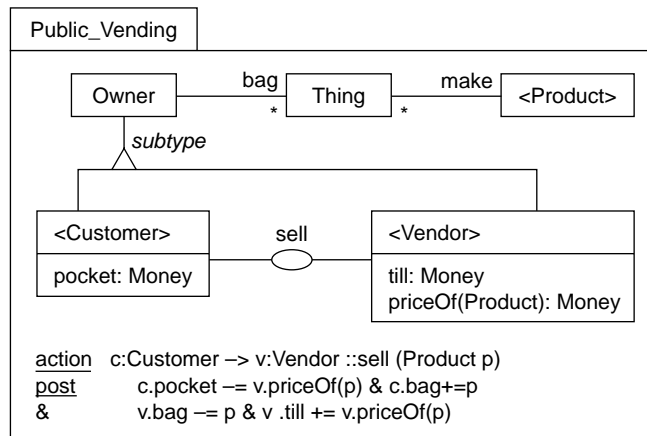 Public_Vending
bag
make
Owner
Thing
<Product>
*
*
subtype
<Customer>
sell
<Vendor>
pocket: Money
till: Money
priceOf(Product): Money
action c:Customer –> v:Vendor ::sell (Product p)
post c.pocket –= v.priceOf(p) & c.bag+=p
& v.bag –= p & v .till += v.priceOf(p)